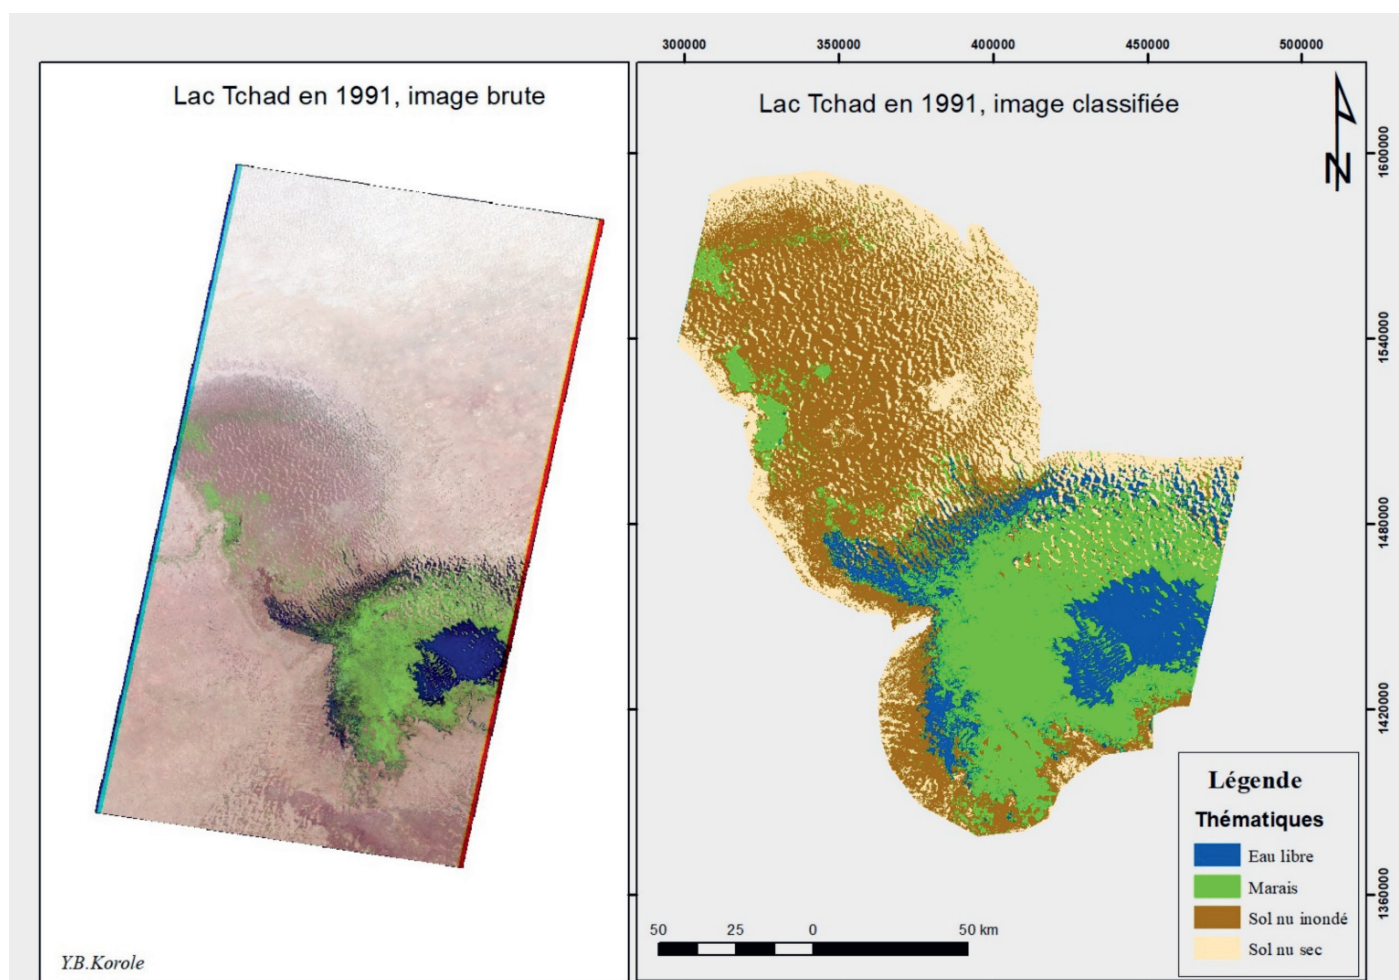 Lac Tchad en 1991, image brute
Y.B.Korole
300000 350000 400000 450000 500000
Lac Tchad en 1991, image classifiée
N
1600000
1540000
1480000
1420000
1360000
Légende
Thématiques
Eau libre
Marais
Sol nu inondé
Sol nu sec
50 25 0 50 km